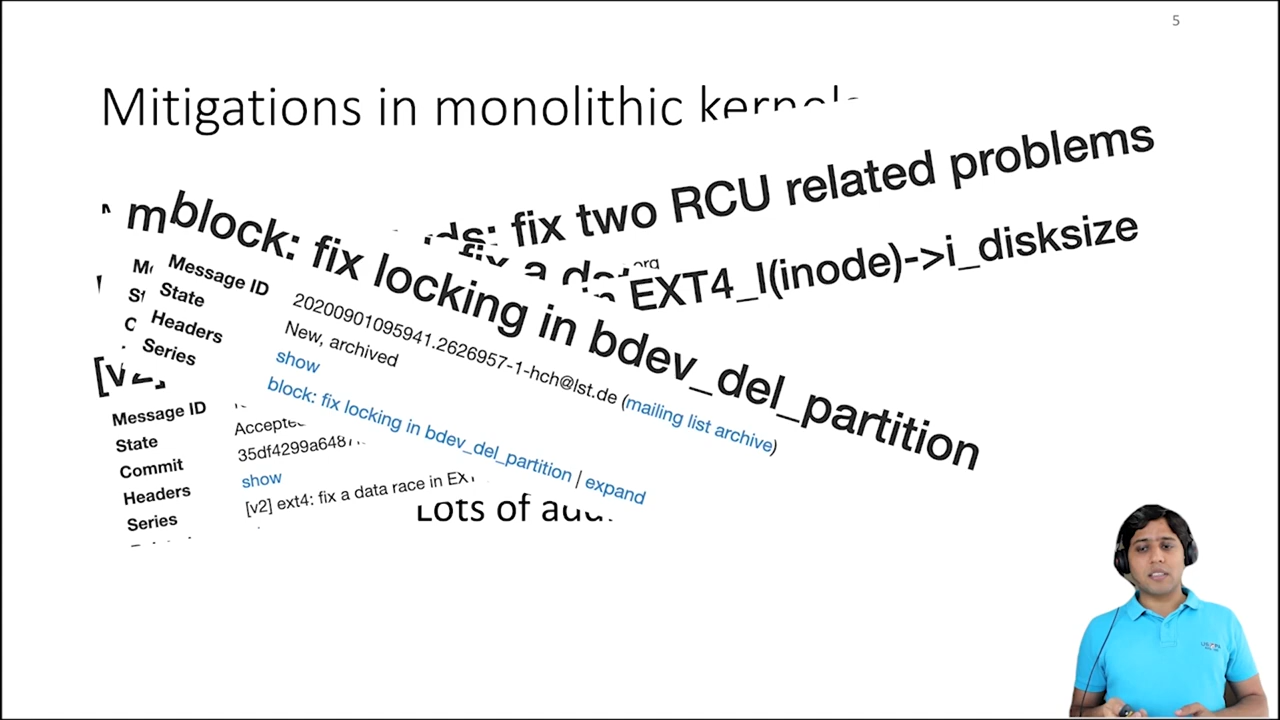 5
Mitigations in monolithic
fix two RCU related problems
fix a
EXT4_I(inode)->i_disksize
block: fix locking in bdev_del_partition
Message ID 20200901095941.2626957-1-hch@lst.de (mailing list archive)
State New, archived
Headers show
Series block: fix locking in bdev_del_partition | expand
Message ID
State
Commit 35df4299a6487
Headers show
Series [v2] ext4: fix a data race in
Lots of